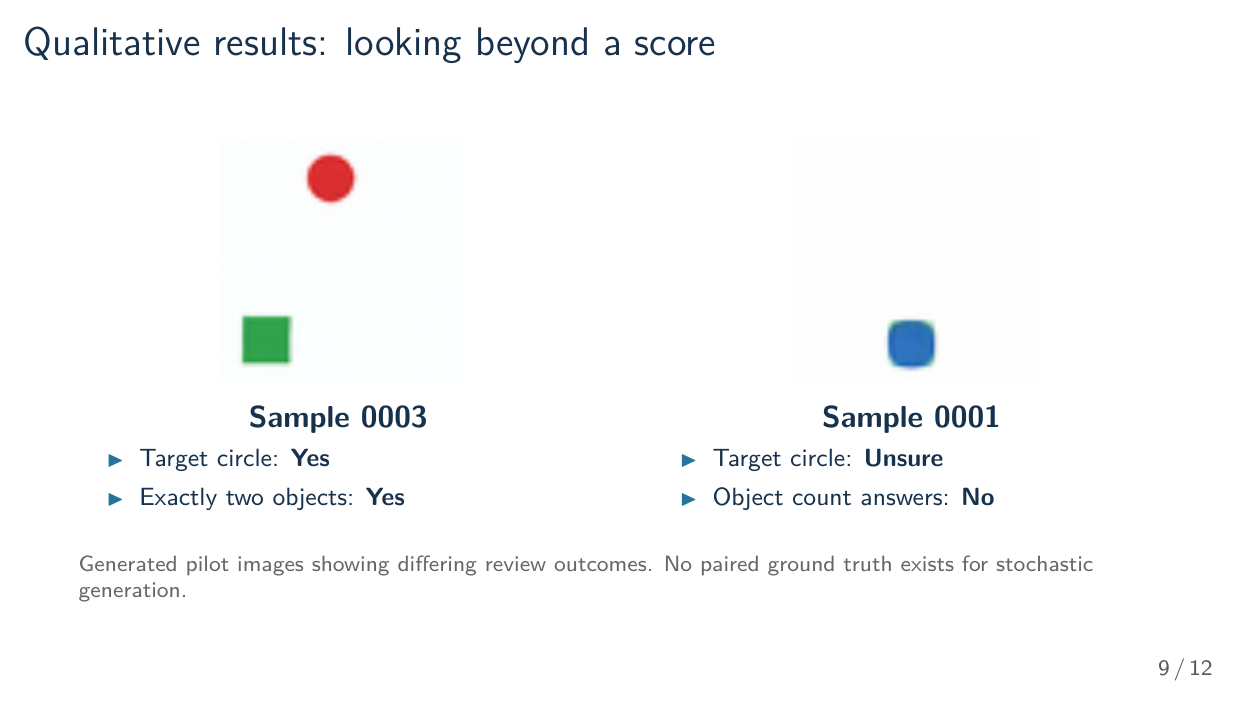 Qualitative results: looking beyond a score
Sample 0003
▶ Target circle: Yes
▶ Exactly two objects: Yes
Sample 0001
▶ Target circle: Unsure
▶ Object count answers: No
Generated pilot images showing differing review outcomes. No paired ground truth exists for stochastic
generation.
9 / 12